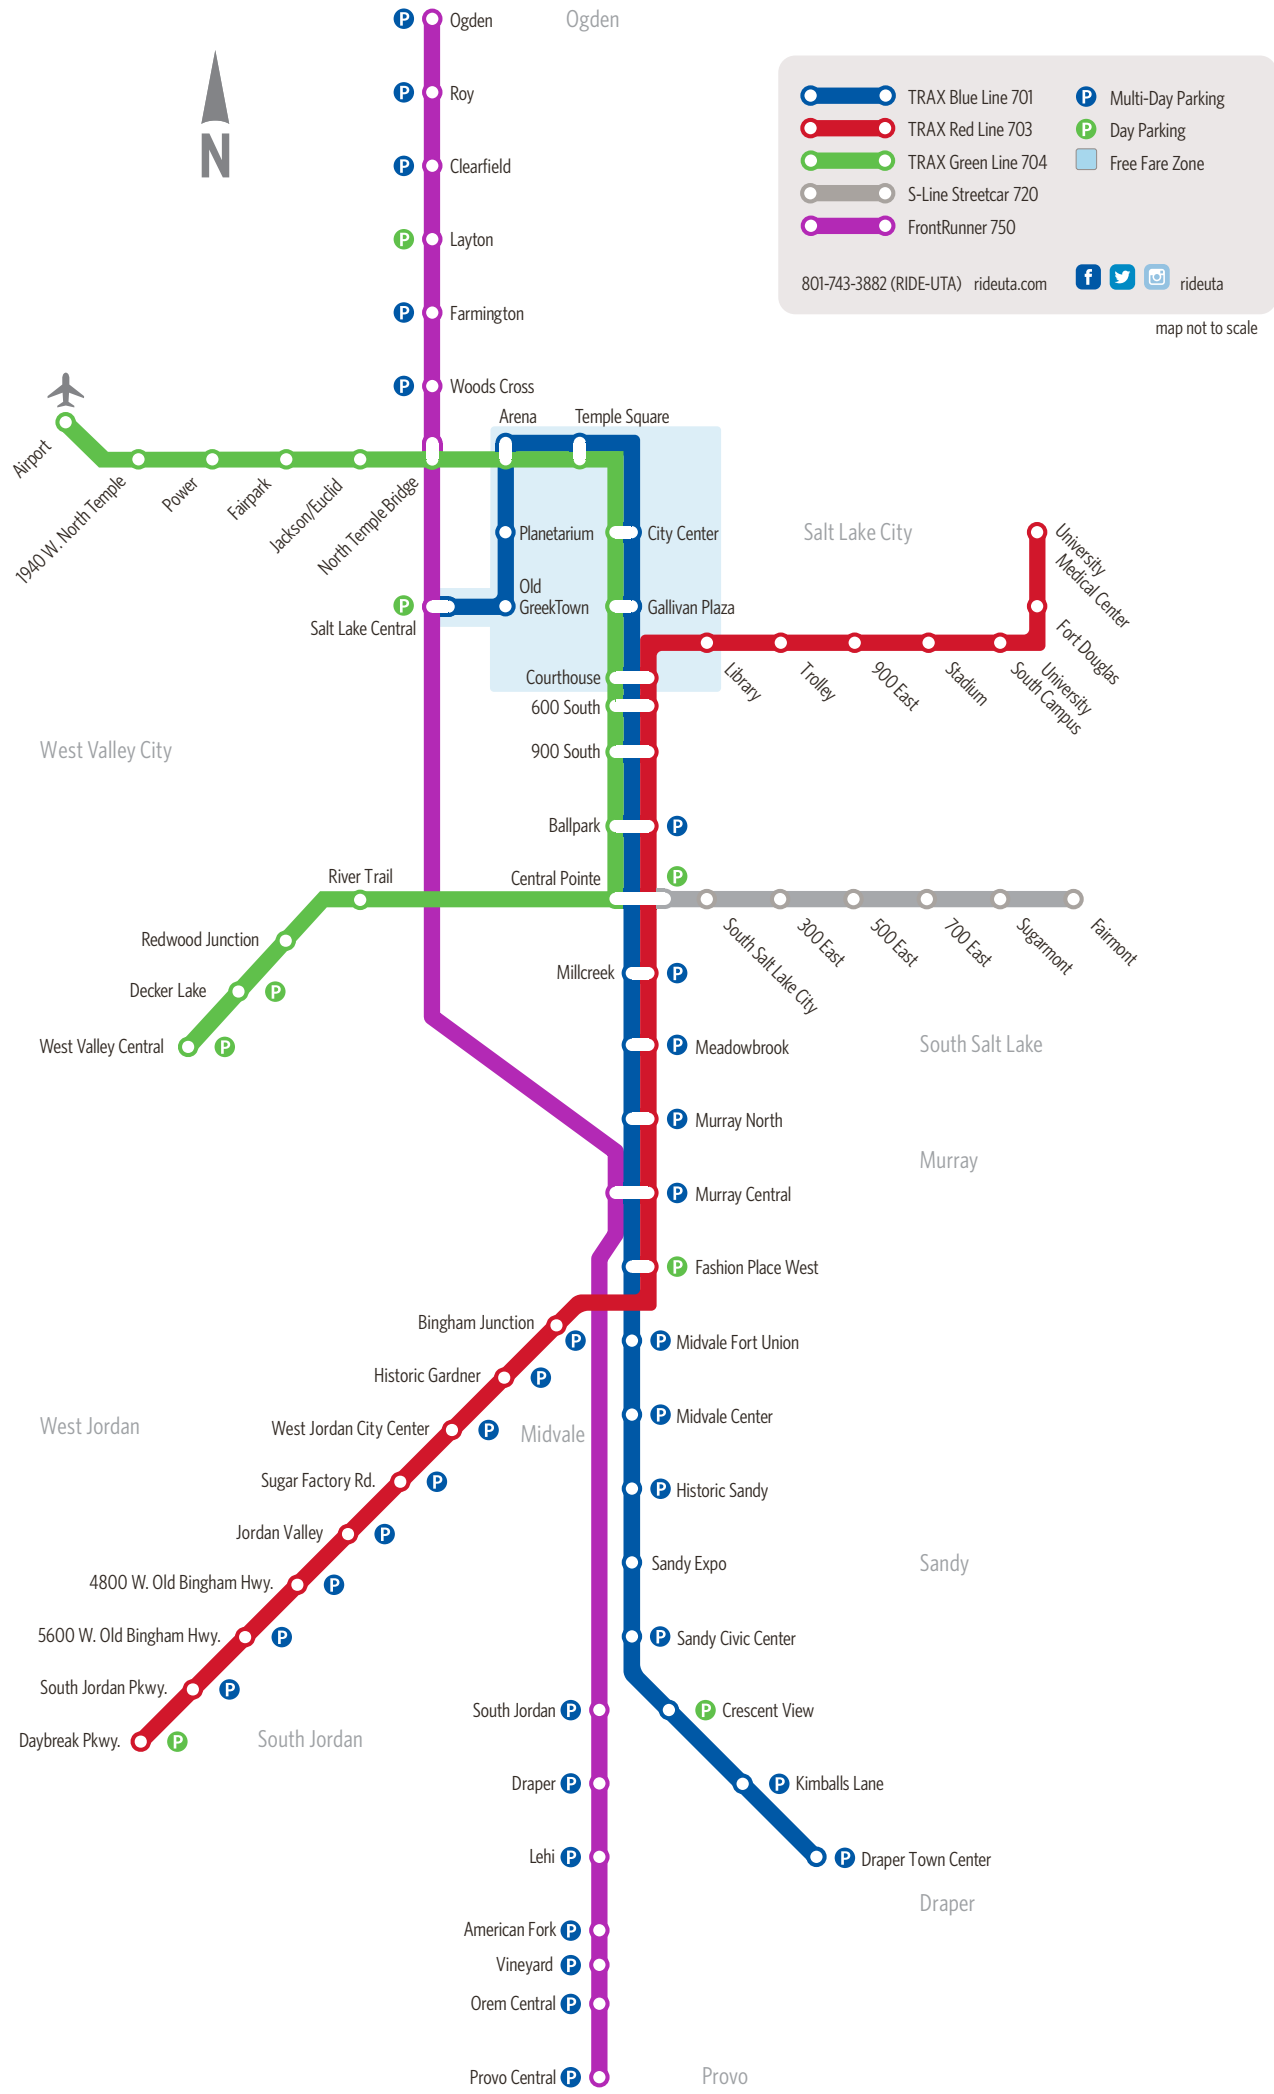 P Ogden
Ogden
P Roy
P Clearfield
P Layton
P Farmington
P Woods Cross
N
TRAX Blue Line 701
TRAX Red Line 703
TRAX Green Line 704
S-Line Streetcar 720
FrontRunner 750
P Multi-Day Parking
P Day Parking
Free Fare Zone
801-743-3882 (RIDE-UTA) rideuta.com
f rideuta
map not to scale
Airport
1940 W. North Temple
Power
Fairpark
Jackson/Euclid
North Temple Bridge
Arena
Temple Square
Planetarium
City Center
Old
GreekTown
Gallivan Plaza
P
Salt Lake Central
Salt Lake City
University
Medical Center
Fort Douglas
University
South Campus
Stadium
900 East
Trolley
Library
Courthouse
600 South
900 South
West Valley City
Ballpark P
Central Pointe P
River Trail
Redwood Junction
Decker Lake P
West Valley Central P
South Salt Lake City
300 East
500 East
700 East
Sugarmont
Fairmont
Millcreek P
P Meadowbrook
South Salt Lake
P Murray North
Murray
P Murray Central
P Fashion Place West
Bingham Junction P
Historic Gardner P
West Jordan City Center P
Sugar Factory Rd. P
Jordan Valley P
4800 W. Old Bingham Hwy. P
5600 W. Old Bingham Hwy. P
South Jordan Pkwy. P
Daybreak Pkwy. P
West Jordan
Midvale
South Jordan
P Midvale Fort Union
P Midvale Center
P Historic Sandy
Sandy Expo
Sandy
P Sandy Civic Center
P Crescent View
P Kimballs Lane
P Draper Town Center
Draper
South Jordan P
Draper P
Lehi P
American Fork P
Vineyard P
Orem Central P
Provo Central P
Provo